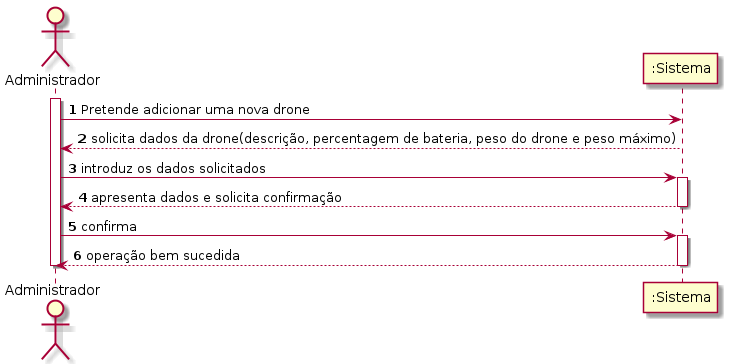 Administrador
:Sistema
1 Pretende adicionar uma nova drone
2 solicita dados da drone(descrição, percentagem de bateria, peso do drone e peso máximo)
3 introduz os dados solicitados
4 apresenta dados e solicita confirmação
5 confirma
6 operação bem sucedida
Administrador
:Sistema